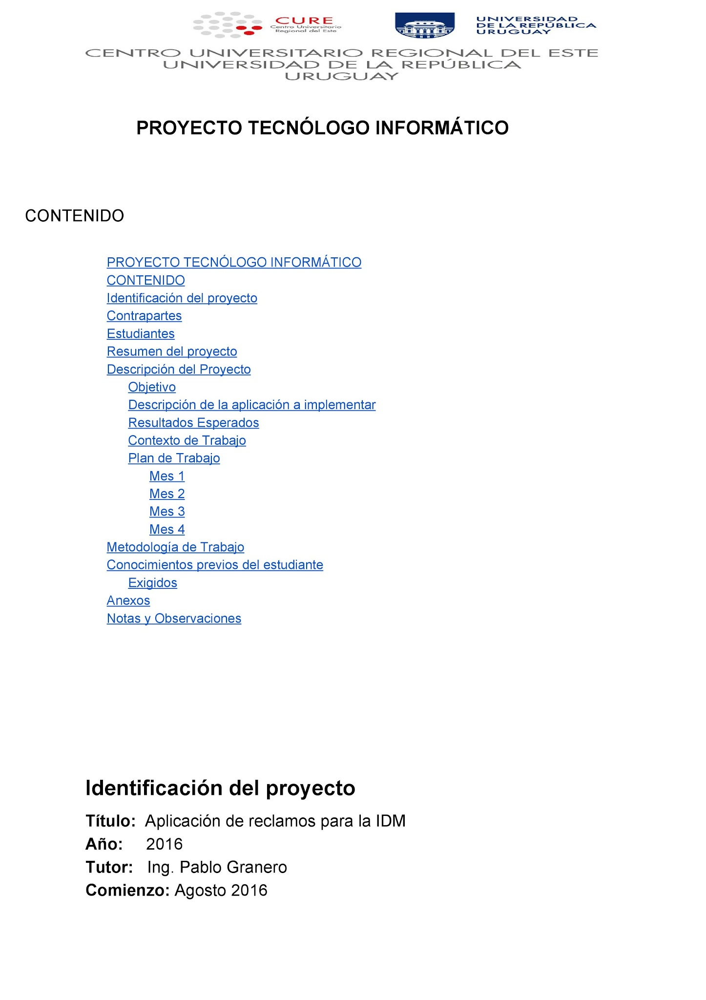 CURE
Centro Universitario
Regional del Este
UNIVERSIDAD
DE LA REPÚBLICA
URUGUAY
CENTRO UNIVERSITARIO REGIONAL DEL ESTE
UNIVERSIDAD DE LA REPÚBLICA
URUGUAY
PROYECTO TECNÓLOGO INFORMÁTICO
CONTENIDO
PROYECTO TECNÓLOGO INFORMÁTICO
CONTENIDO
Identificación del proyecto
Contrapartes
Estudiantes
Resumen del proyecto
Descripción del Proyecto
Objetivo
Descripción de la aplicación a implementar
Resultados Esperados
Contexto de Trabajo
Plan de Trabajo
Mes 1
Mes 2
Mes 3
Mes 4
Metodología de Trabajo
Conocimientos previos del estudiante
Exigidos
Anexos
Notas y Observaciones
Identificación del proyecto
Título: Aplicación de reclamos para la IDM
Año: 2016
Tutor: Ing. Pablo Granero
Comienzo: Agosto 2016